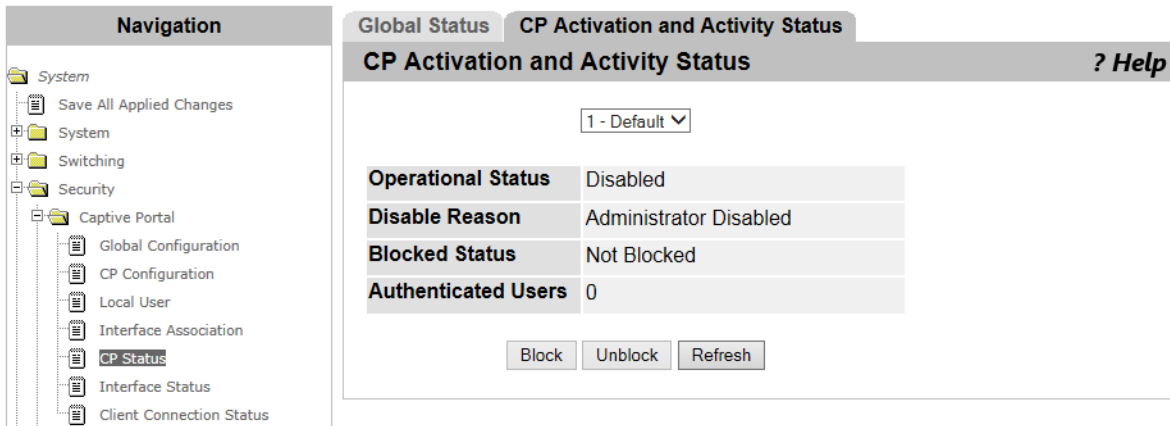 Navigation
System
Save All Applied Changes
System
Switching
Security
Captive Portal
Global Configuration
CP Configuration
Local User
Interface Association
CP Status
Interface Status
Client Connection Status
Global Status CP Activation and Activity Status
CP Activation and Activity Status ? Help
1 - Default
Operational Status Disabled
Disable Reason Administrator Disabled
Blocked Status Not Blocked
Authenticated Users 0
Block Unblock Refresh